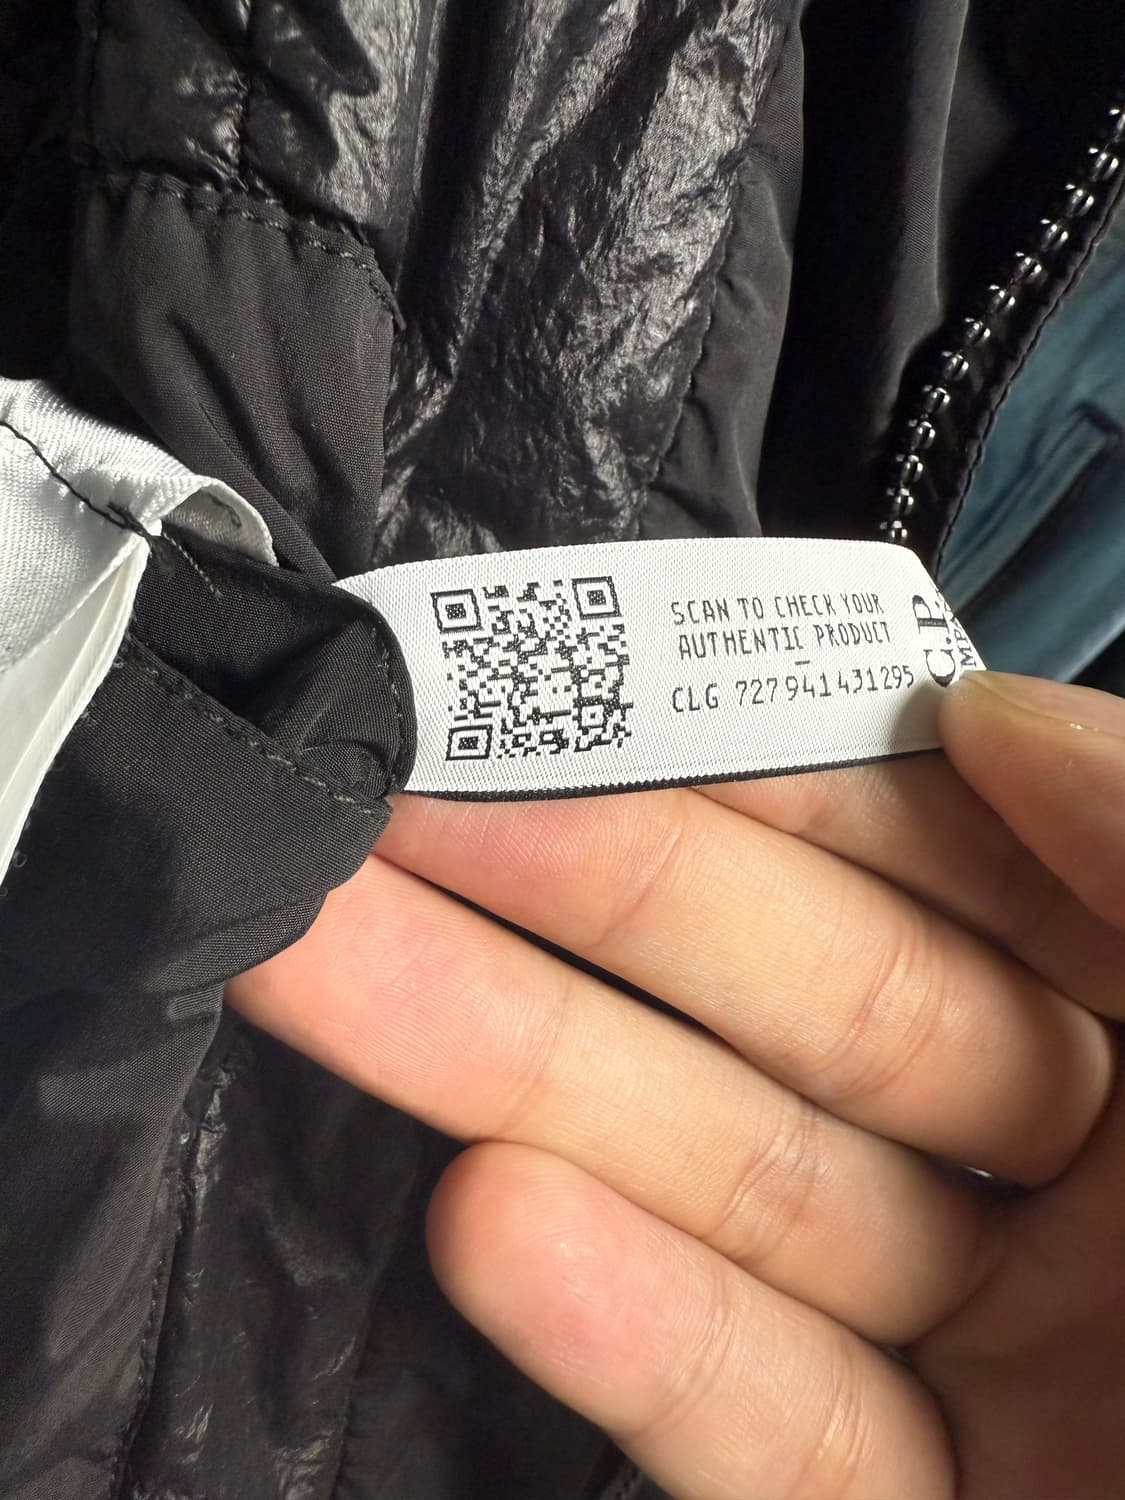 SCAN TO CHECK YOUR
AUTHENTIC PRODUCT
–
CLG 727941431295
C.P.